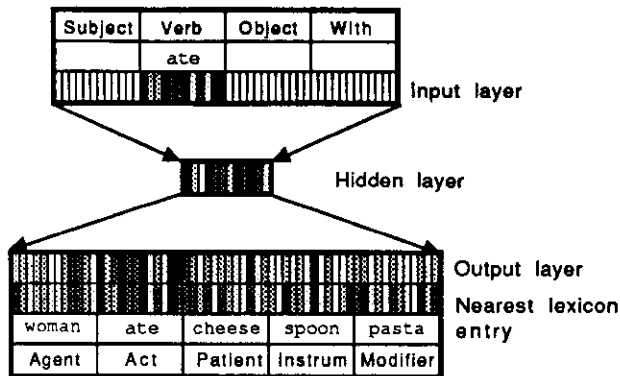 Subject Verb Object With
ate
Input layer
Hidden layer
Output layer
Nearest lexicon
entry
woman ate cheese spoon pasta
Agent Act Patient Instrum Modifier